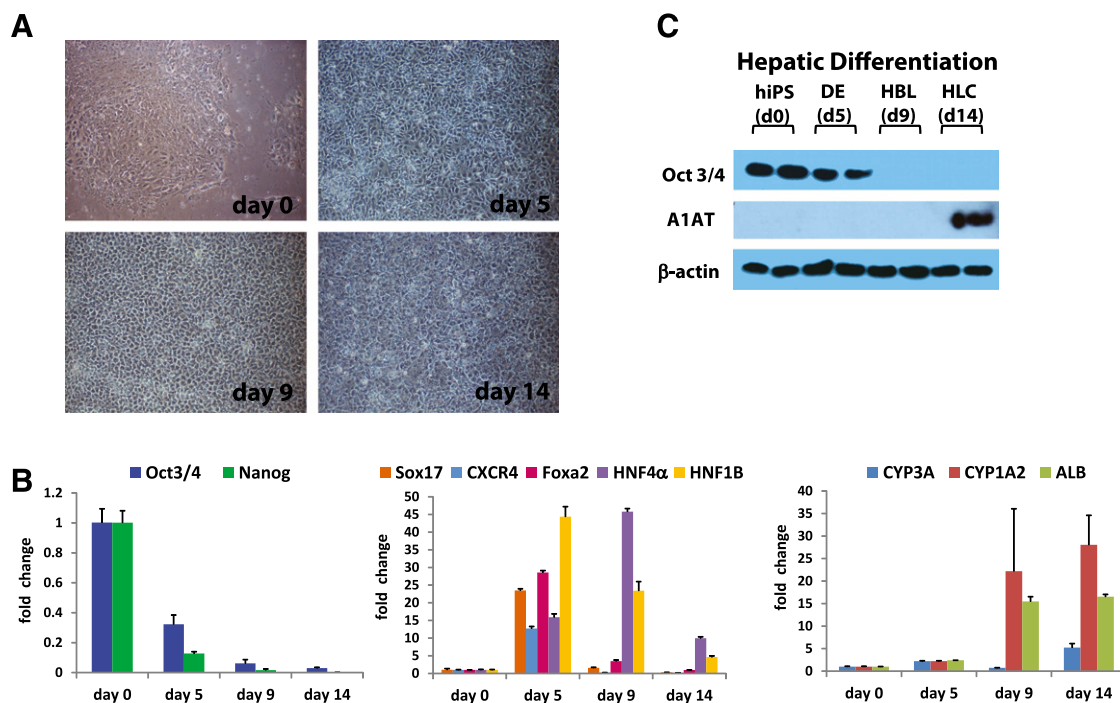 A
day 0
day 5
day 9
day 14
C
Hepatic Differentiation
hiPS DE HBL HLC
(d0) (d5) (d9) (d14)
Oct 3/4
A1AT
β-actin
B
Oct3/4 Nanog
fold change
1.2
1
0.8
0.6
0.4
0.2
0
day 0 day 5 day 9 day 14
Sox17 CXCR4 Foxa2 HNF4α HNF1B
fold change
50
45
40
35
30
25
20
15
10
5
0
day 0 day 5 day 9 day 14
CYP3A CYP1A2 ALB
fold change
40
35
30
25
20
15
10
5
0
day 0 day 5 day 9 day 14